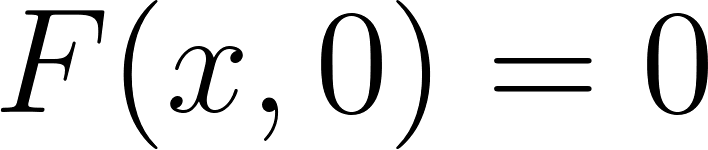 F(x, 0) = 0